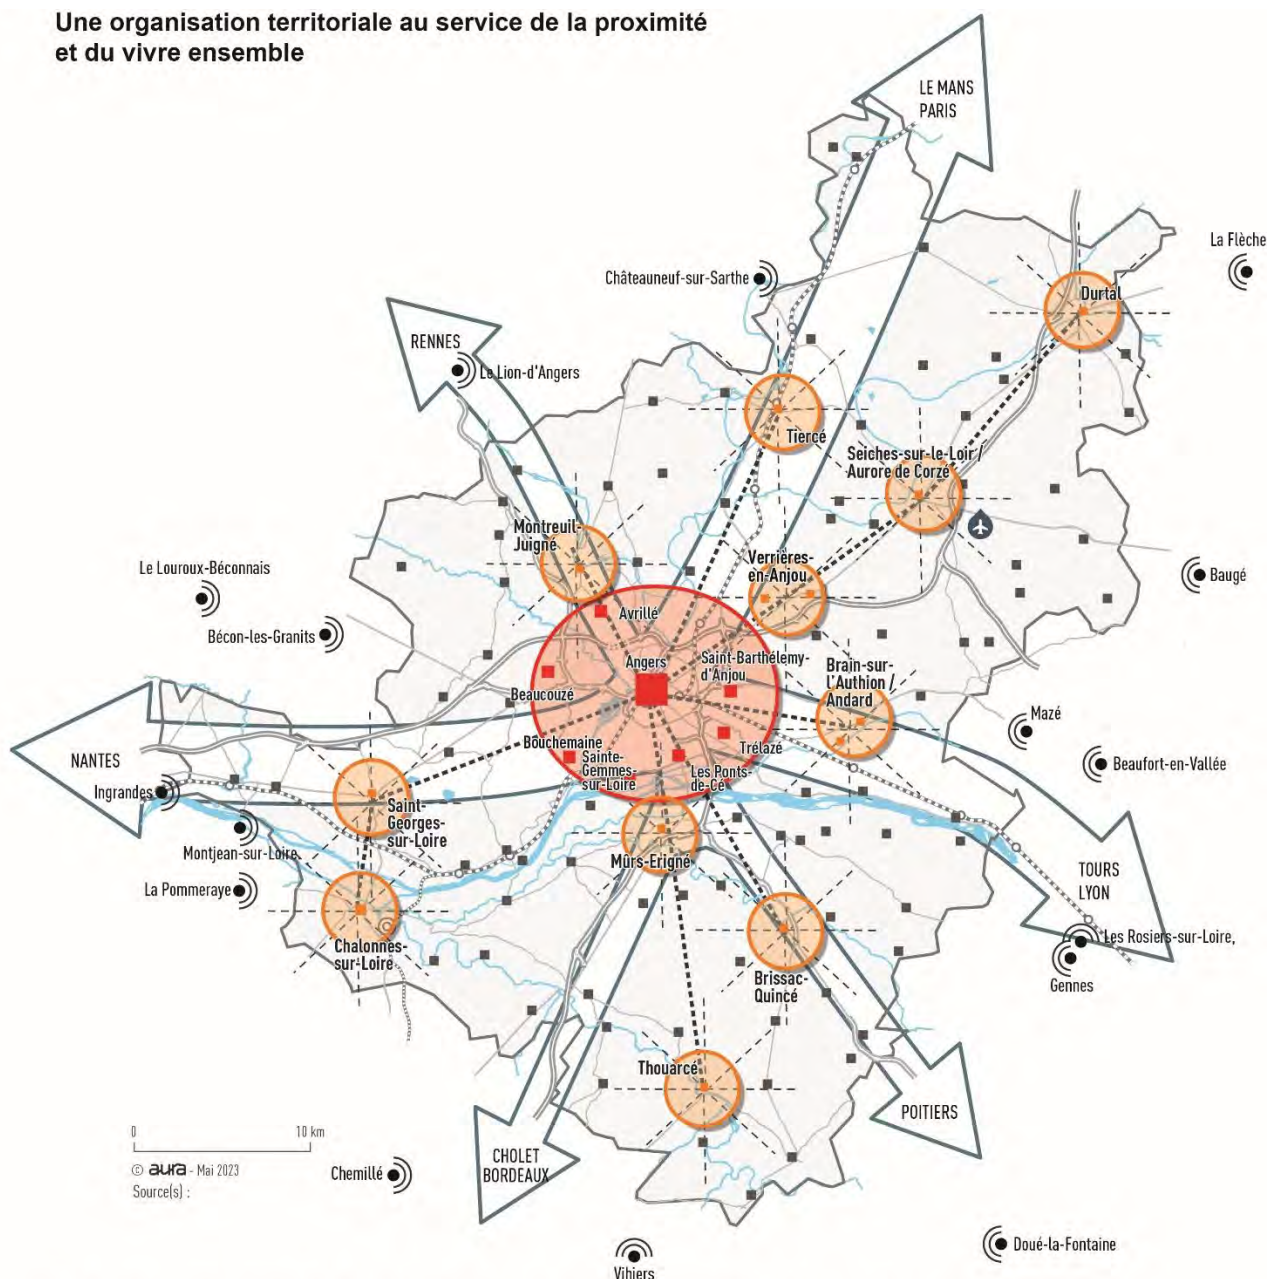 Une organisation territoriale au service de la proximité
et du vivre ensemble
LE MANS
PARIS
La Flèche
Châteauneuf-sur-Sarthe
Durtal
RENNES
Le Lion-d'Angers
Tiercé
Seiches-sur-le-Loir /
Aurore de Corzé
Montreuil-
Juigné
Verrières-
en-Anjou
Le Louroux-Béconnais
Baugé
Avrillé
Bécon-les-Granits
Angers
Saint-Barthélemy-
d'Anjou
Brain-sur-
l'Authion /
Andard
Beaucouzé
Mazé
Bouchemaine
Trélazé
NANTES
Sainte-
Gemmes-
sur-Loire
Les Ponts-
de-Cé
Beaufort-en-Vallée
Ingrandes
Saint-
Georges-
sur-Loire
Montjean-sur-Loire
Mûrs-Erigné
TOURS
LYON
La Pommeraye
Chalonnes-
sur-Loire
Les Rosiers-sur-Loire,
Gennes
Brissac-
Quincé
Thouarcé
POITIERS
0 10 km
© aura - Mai 2023
Source(s) :
CHOLET
BORDEAUX
Chemillé
Doué-la-Fontaine
Vihiers